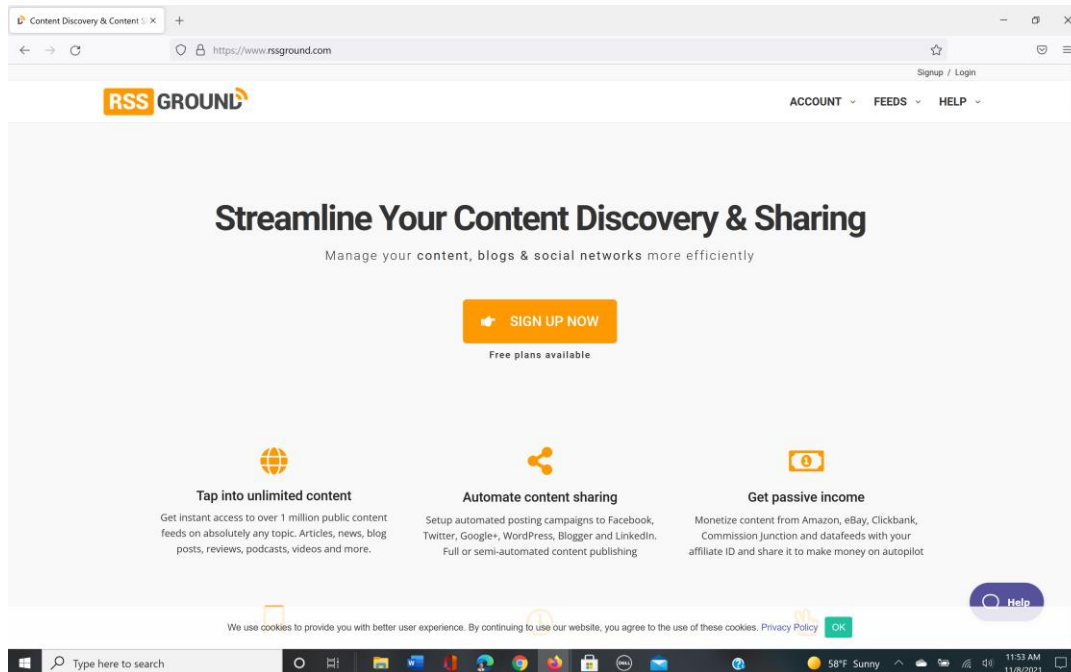 Content Discovery & Content S
https://www.rssground.com
Signup / Login
RSS GROUND
ACCOUNT FEEDS HELP
Streamline Your Content Discovery & Sharing
Manage your content, blogs & social networks more efficiently
SIGN UP NOW
Free plans available
Tap into unlimited content
Get instant access to over 1 million public content
feeds on absolutely any topic. Articles, news, blog
posts, reviews, podcasts, videos and more.
Automate content sharing
Setup automated posting campaigns to Facebook,
Twitter, Google+, WordPress, Blogger and LinkedIn.
Full or semi-automated content publishing
Get passive income
Monetize content from Amazon, eBay, Clickbank,
Commission Junction and datafeeds with your
affiliate ID and share it to make money on autopilot
Help
We use cookies to provide you with better user experience. By continuing to use our website, you agree to the use of these cookies. Privacy Policy OK
Type here to search
58°F Sunny
11:53 AM
11/8/2021